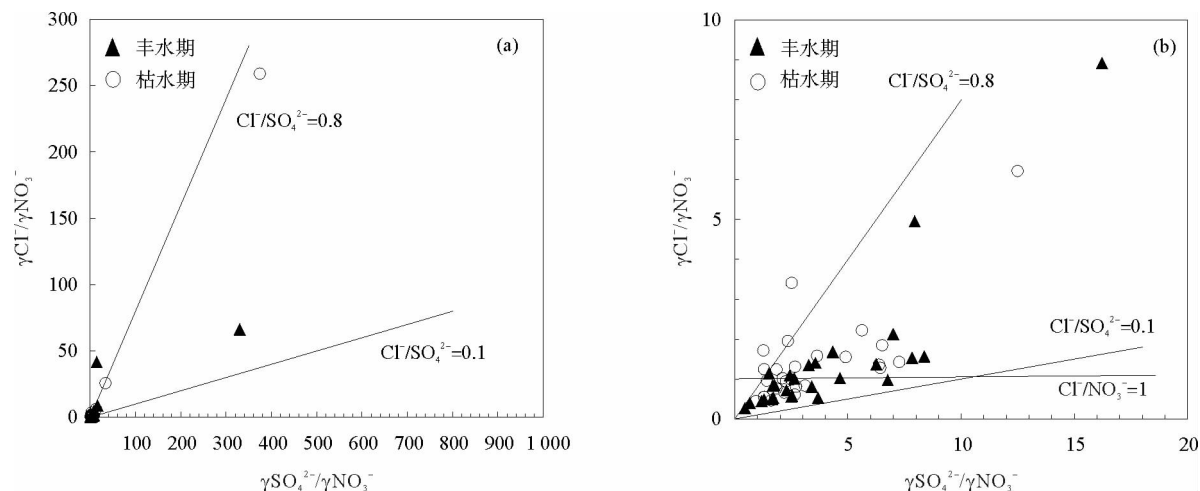 300
250
200
150
100
50
0
γCl⁻/γNO₃⁻
▲ 丰水期
○ 枯水期
(a)
Cl⁻/SO₄²⁻=0.8
Cl⁻/SO₄²⁻=0.1
100 200 300 400 500 600 700 800 900 1 000
γSO₄²⁻/γNO₃⁻
10
5
0
γCl⁻/γNO₃⁻
▲ 丰水期
○ 枯水期
(b)
Cl⁻/SO₄²⁻=0.8
Cl⁻/SO₄²⁻=0.1
Cl⁻/NO₃⁻=1
5 10 15 20
γSO₄²⁻/γNO₃⁻